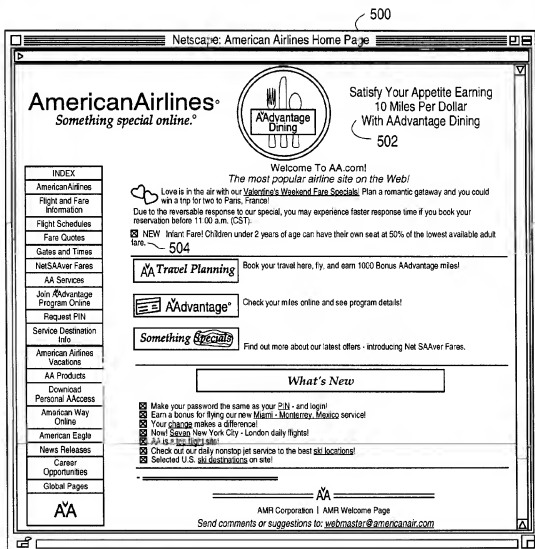 500
Netscape: American Airlines Home Page
AmericanAirlines
Something special online.
AAdvantage
Dining
Satisfy Your Appetite Earning
10 Miles Per Dollar
With AAdvantage Dining
502
Welcome To AA.com!
The most popular airline site on the Web!
Love is in the air with our Valentine's Weekend Fare Specials! Plan a romantic gataway and you could
win a trip for two to Paris, France!
Due to the reversable response to our special, you may experience faster response time if you book your
reservation before 11 00 a.m. (CST).
NEW Infant Fare! Children under 2 years of age can have their own seat at 50% of the lowest available adult
fare.
504
INDEX
AmericanAirlines
Flight and Fare
Information
Flight Schedules
Fare Quotes
Gates and Times
NetSAAver Fares
AA Services
Join AAdvantage
Program Online
Request PIN
Service Destination
Info
American Airlines
Vacations
AA Products
Download
Personal AAccess
American Way
Online
American Eagle
News Releases
Career
Opportunities
Global Pages
AA
AA Travel Planning
Book your travel here, fly, and earn 1000 Bonus AAdvantage miles!
AAdvantage
Check your miles online and see program details!
Something Specials
Find out more about our latest offers - introducing Net SAAver Fares.
What's New
Make your password the same as your PIN - and login!
Earn a bonus for flying our new Miami - Monterrey, Mexico service!
Your change makes a difference!
Now! Sevan New York City - London daily flights!
AA is a top flight site!
Check out our daily nonstop jet service to the best ski locations!
Selected U.S. ski destinations on site!
AA
AMR Corporation | AMR Welcome Page
Send comments or suggestions to: webmaster@amencanair.com